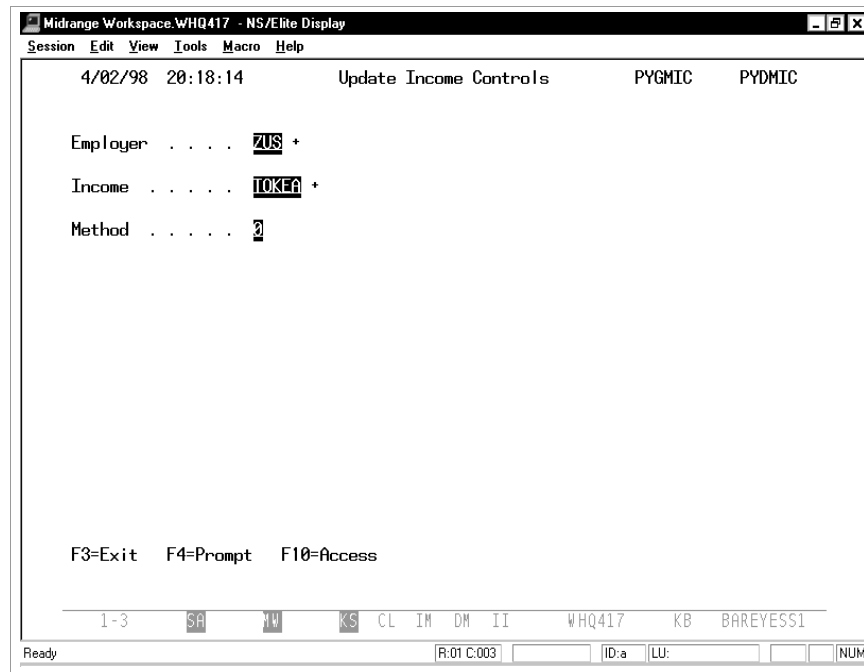 Midrange Workspace.WHQ417 - NS/Elite Display
Session Edit View Tools Macro Help
4/02/98 20:18:14 Update Income Controls PYGMIC PYDMIC
Employer . . . . ZUS +
Income . . . . . TOKEA +
Method . . . . . 0
F3=Exit F4=Prompt F10=Access
1-3 SA MW KS CL IM DM II WHQ417 KB BAREYESS1
Ready R:01 C:003 ID:a LU: NUM